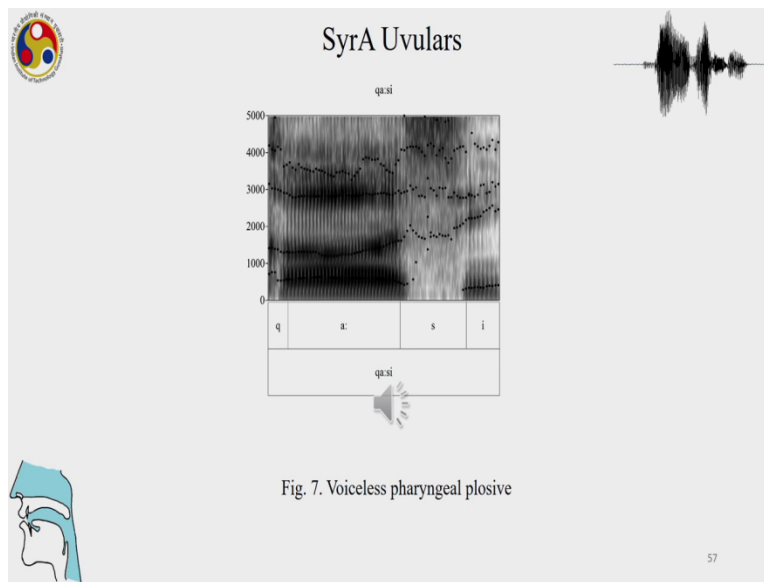 SyrA Uvulars
qa:si
5000
4000
3000
2000
1000
0
q a: s i
qa:si
Fig. 7. Voiceless pharyngeal plosive
57